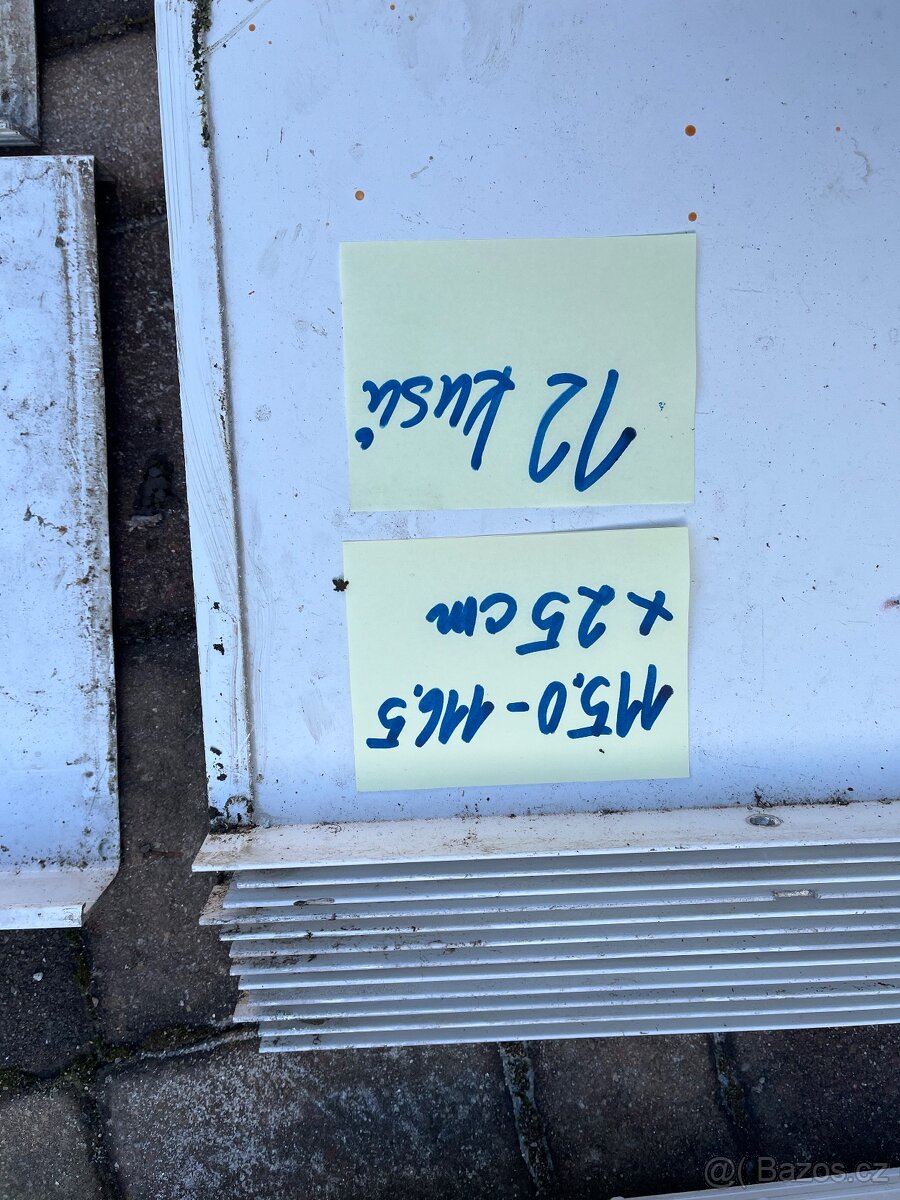 115,0-116,5
x 25 cm
12 kusů
@( Bazos.cz